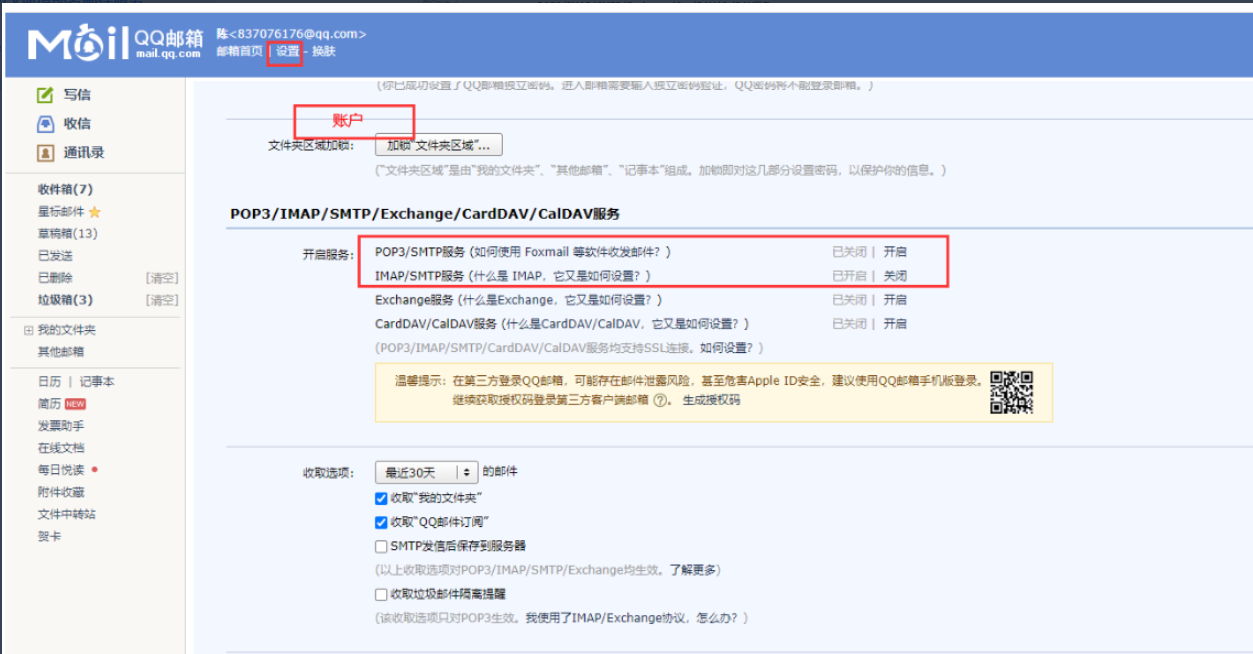 Mail QQ邮箱 mail.qq.com
陈<837076176@qq.com>
邮箱首页 | 设置 - 换肤
写信
收信
通讯录
收件箱(7)
星标邮件
草稿箱(13)
已发送
已删除 [清空]
垃圾箱(3) [清空]
我的文件夹
其他邮箱
日历 | 记事本
简历 NEW
发票助手
在线文档
每日悦读
附件收藏
文件中转站
贺卡
(你已成功设置了QQ邮箱独立密码。进入邮箱需要输入独立密码验证，QQ密码将不能登录邮箱。)
账户
文件夹区域加锁： 加锁“文件夹区域”...
(“文件夹区域”是由“我的文件夹”、“其他邮箱”、“记事本”组成。加锁即对这几部分设置密码，以保护你的信息。)
POP3/IMAP/SMTP/Exchange/CardDAV/CalDAV服务
开启服务： POP3/SMTP服务 (如何使用 Foxmail 等软件收发邮件？) 已关闭 | 开启
IMAP/SMTP服务 (什么是 IMAP，它又是如何设置？) 已开启 | 关闭
Exchange服务 (什么是Exchange，它又是如何设置？) 已关闭 | 开启
CardDAV/CalDAV服务 (什么是CardDAV/CalDAV，它又是如何设置？) 已关闭 | 开启
(POP3/IMAP/SMTP/CardDAV/CalDAV服务均支持SSL连接。如何设置？)
温馨提示：在第三方登录QQ邮箱，可能存在邮件泄露风险，甚至危害Apple ID安全，建议使用QQ邮箱手机版登录。
继续获取授权码登录第三方客户端邮箱 ?。 生成授权码
收取选项： 最近30天 的邮件
收取“我的文件夹”
收取“QQ邮件订阅”
SMTP发信后保存到服务器
(以上收取选项对POP3/IMAP/SMTP/Exchange均生效。了解更多)
收取垃圾邮件隔离提醒
(该收取选项只对POP3生效。我使用了IMAP/Exchange协议，怎么办？)